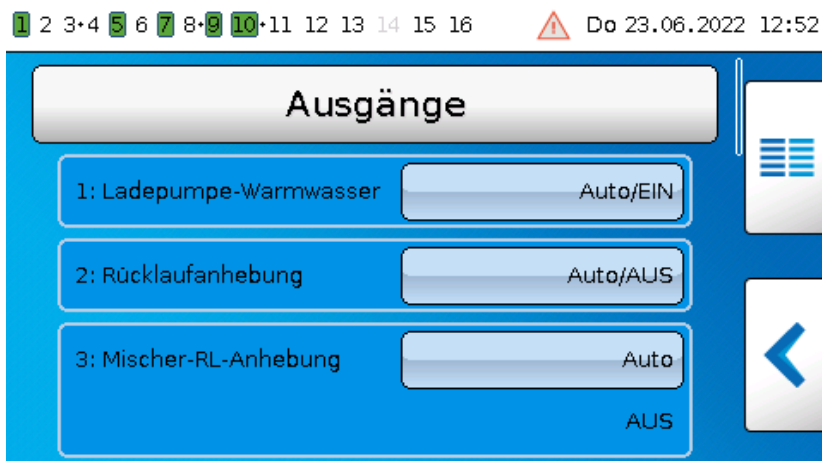 1 2 3+4 5 6 7 8+9 10+11 12 13 14 15 16 Do 23.06.2022 12:52
Ausgänge
1: Ladepumpe-Warmwasser Auto/EIN
2: Rücklaufanhebung Auto/AUS
3: Mischer-RL-Anhebung Auto
AUS